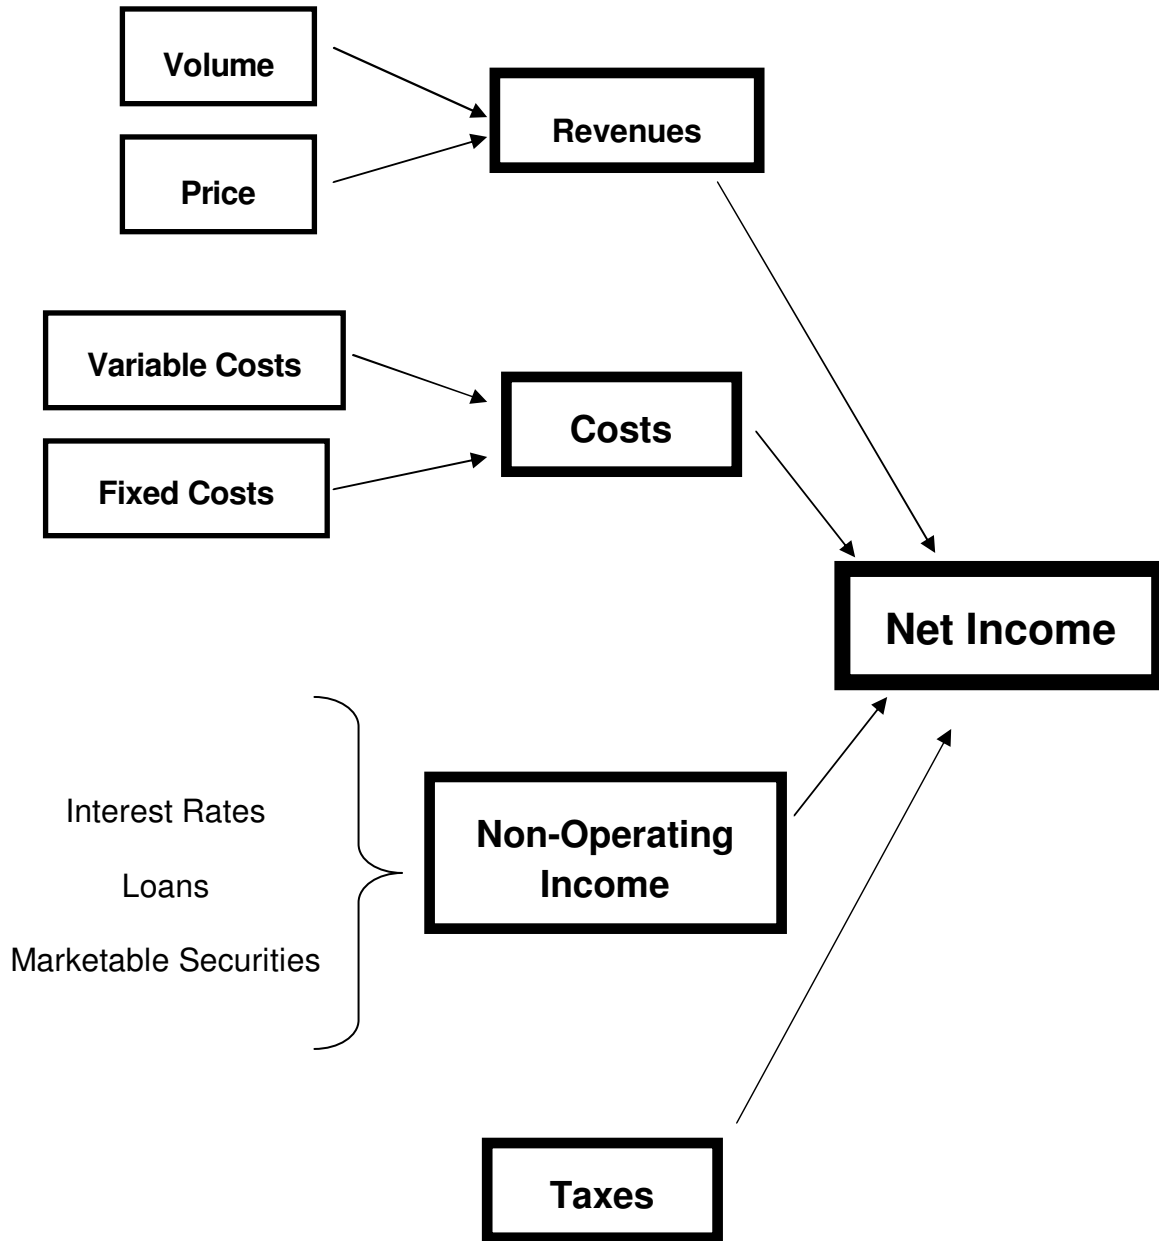 Volume
Price
Revenues
Variable Costs
Fixed Costs
Costs
Net Income
Interest Rates
Loans
Marketable Securities
Non-Operating
Income
Taxes